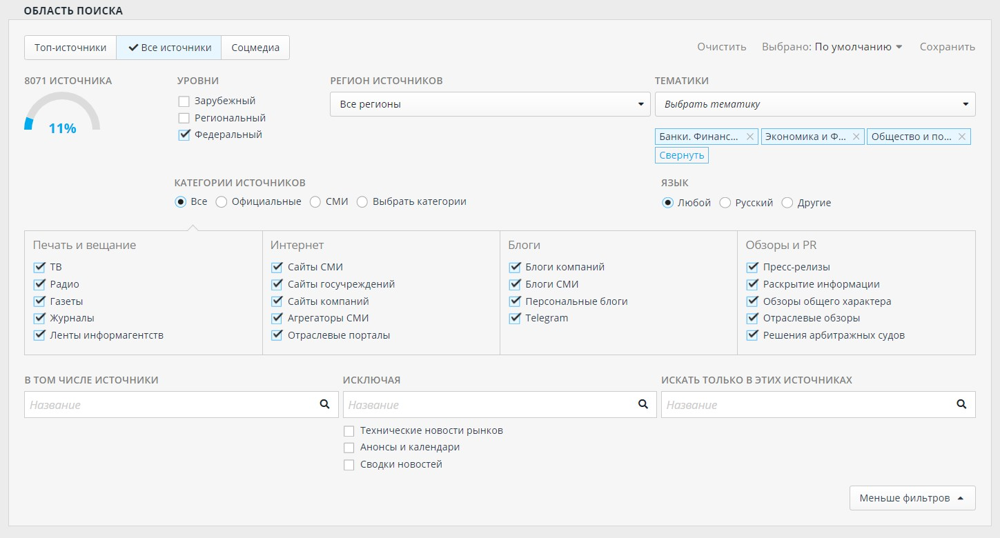 ОБЛАСТЬ ПОИСКА
Топ-источники Все источники Соцмедиа
Очистить Выбрано: По умолчанию Сохранить
8071 ИСТОЧНИКА
11%
УРОВНИ
Зарубежный
Региональный
Федеральный
РЕГИОН ИСТОЧНИКОВ
Все регионы
ТЕМАТИКИ
Выбрать тематику
Банки. Финанс... Экономика и Ф... Общество и по...
Свернуть
КАТЕГОРИИ ИСТОЧНИКОВ
Все Официальные СМИ Выбрать категории
ЯЗЫК
Любой Русский Другие
Печать и вещание
ТВ
Радио
Газеты
Журналы
Ленты информагентств
Интернет
Сайты СМИ
Сайты госучреждений
Сайты компаний
Агрегаторы СМИ
Отраслевые порталы
Блоги
Блоги компаний
Блоги СМИ
Персональные блоги
Telegram
Обзоры и PR
Пресс-релизы
Раскрытие информации
Обзоры общего характера
Отраслевые обзоры
Решения арбитражных судов
В ТОМ ЧИСЛЕ ИСТОЧНИКИ
Название
ИСКЛЮЧАЯ
Название
Технические новости рынков
Анонсы и календари
Сводки новостей
ИСКАТЬ ТОЛЬКО В ЭТИХ ИСТОЧНИКАХ
Название
Меньше фильтров